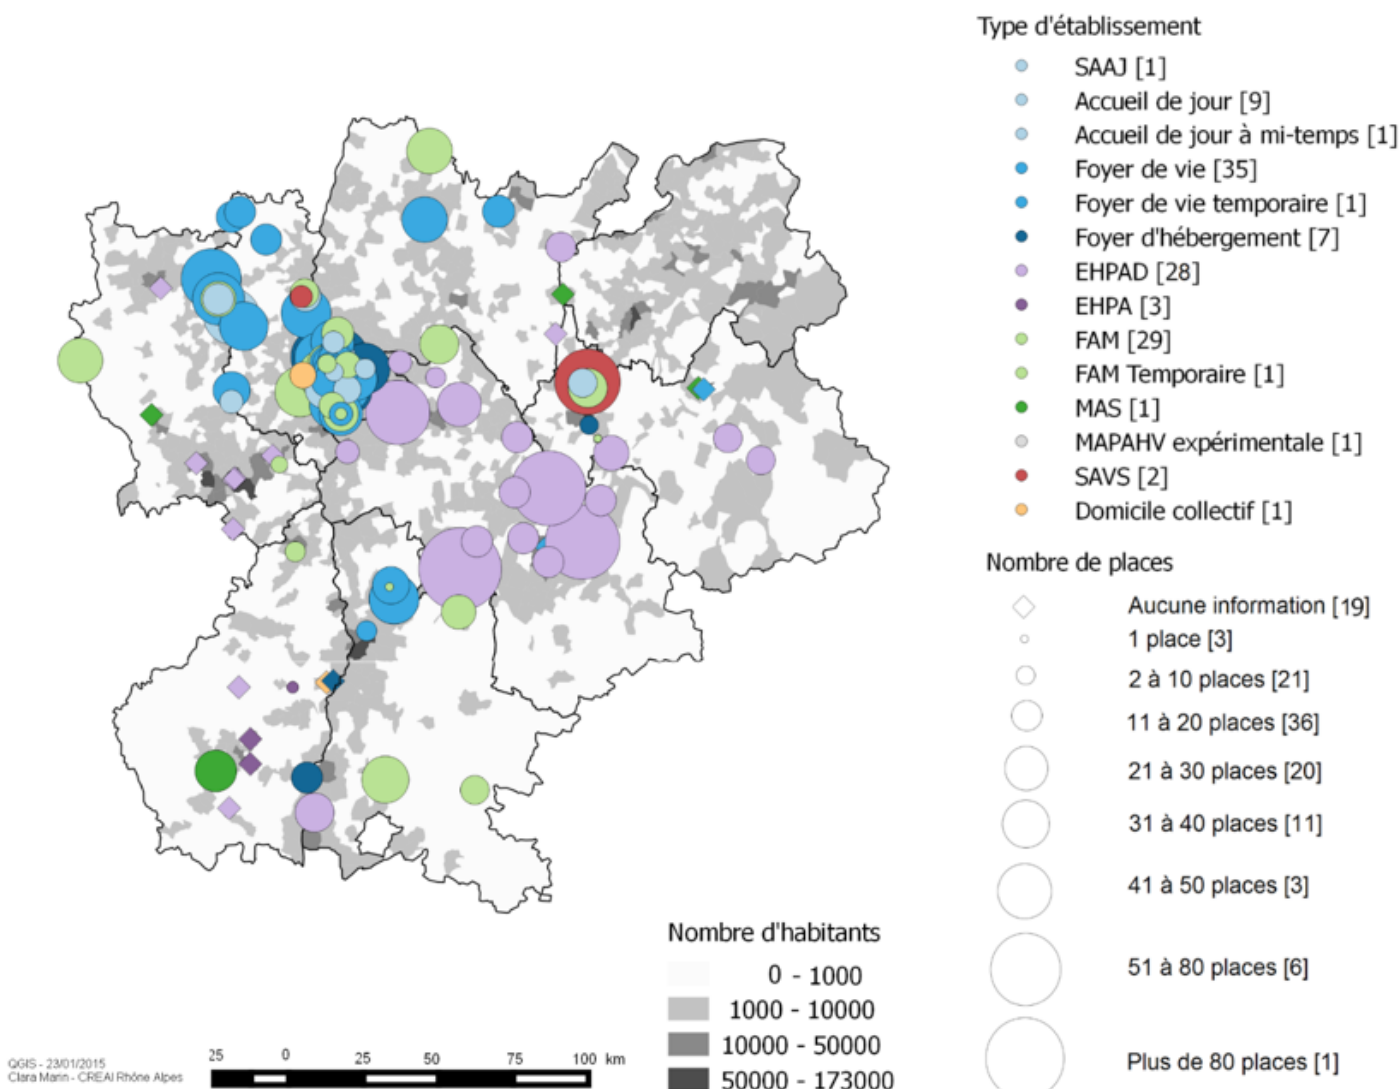 Type d'établissement
SAAJ [1]
Accueil de jour [9]
Accueil de jour à mi-temps [1]
Foyer de vie [35]
Foyer de vie temporaire [1]
Foyer d'hébergement [7]
EHPAD [28]
EHPA [3]
FAM [29]
FAM Temporaire [1]
MAS [1]
MAPAHV expérimentale [1]
SAVS [2]
Domicile collectif [1]
Nombre de places
Aucune information [19]
1 place [3]
2 à 10 places [21]
11 à 20 places [36]
21 à 30 places [20]
31 à 40 places [11]
41 à 50 places [3]
51 à 80 places [6]
Plus de 80 places [1]
Nombre d'habitants
0 - 1000
1000 - 10000
10000 - 50000
50000 - 173000
25 0 25 50 75 100 km
QGIS - 23/01/2015
Clara Marin - CREAI Rhône Alpes